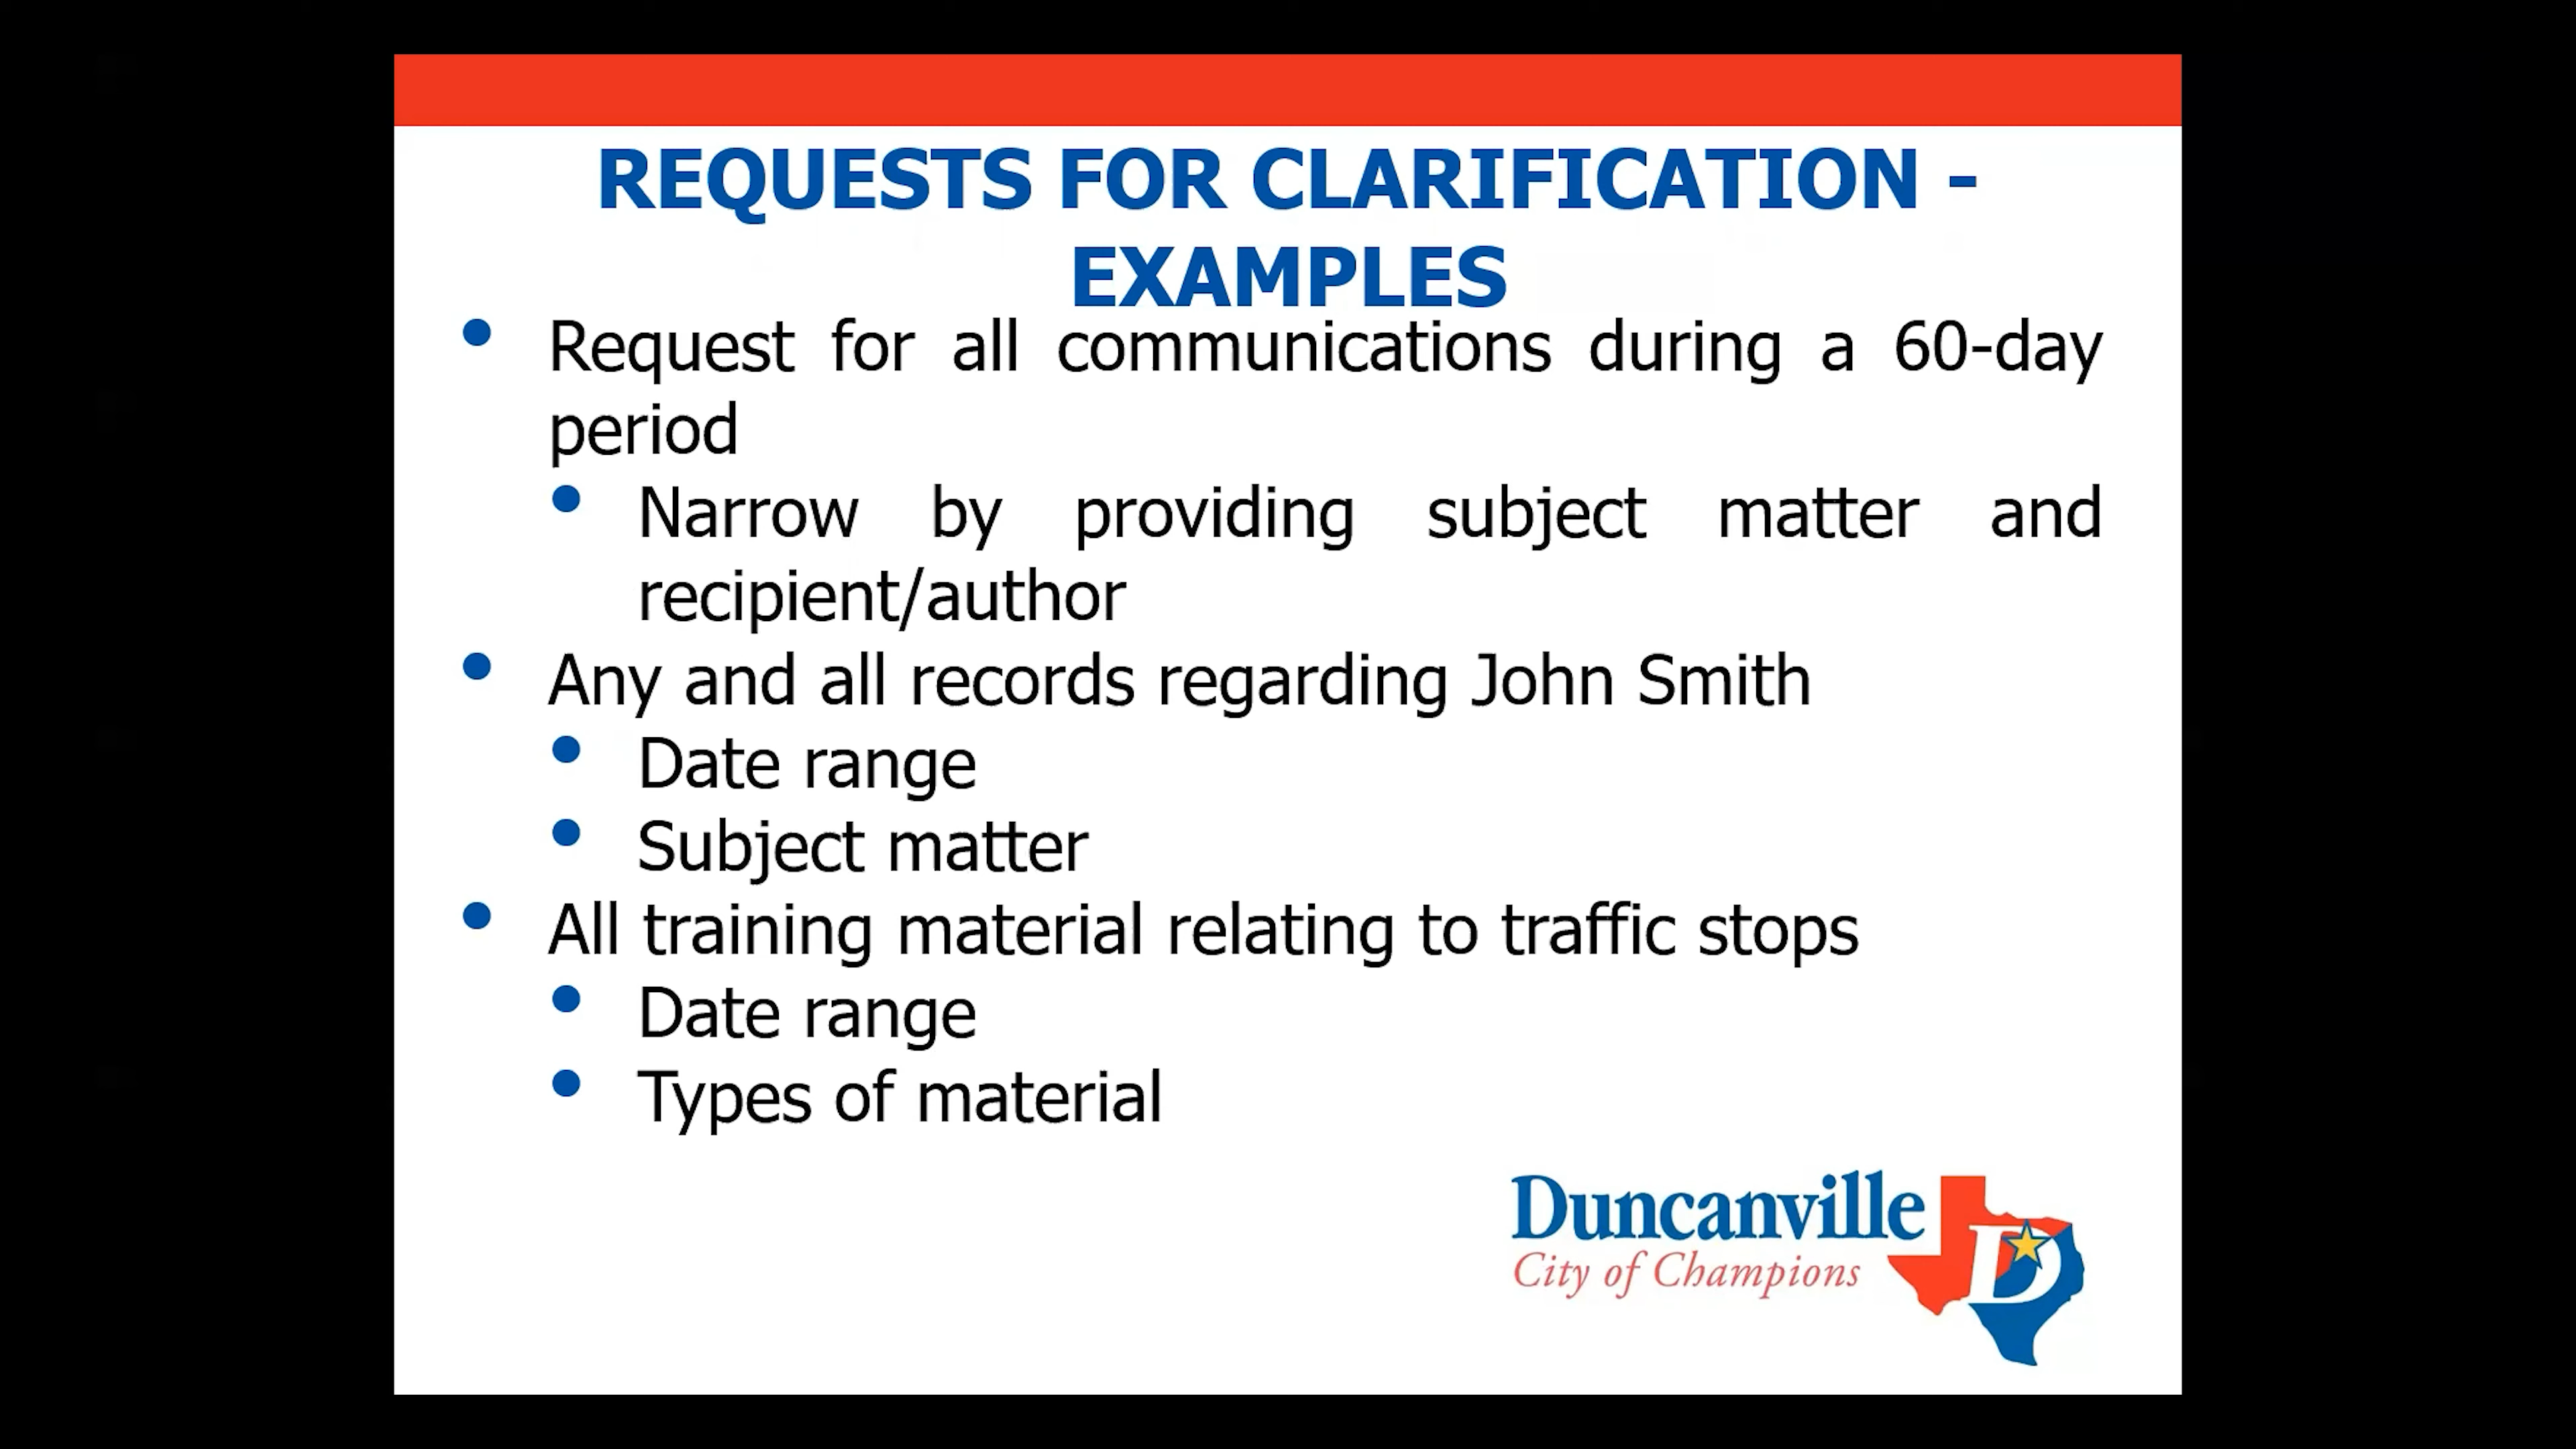 REQUESTS FOR CLARIFICATION -
EXAMPLES
• Request for all communications during a 60-day
period
• Narrow by providing subject matter and
recipient/author
• Any and all records regarding John Smith
• Date range
• Subject matter
• All training material relating to traffic stops
• Date range
• Types of material
Duncanville
City of Champions
D